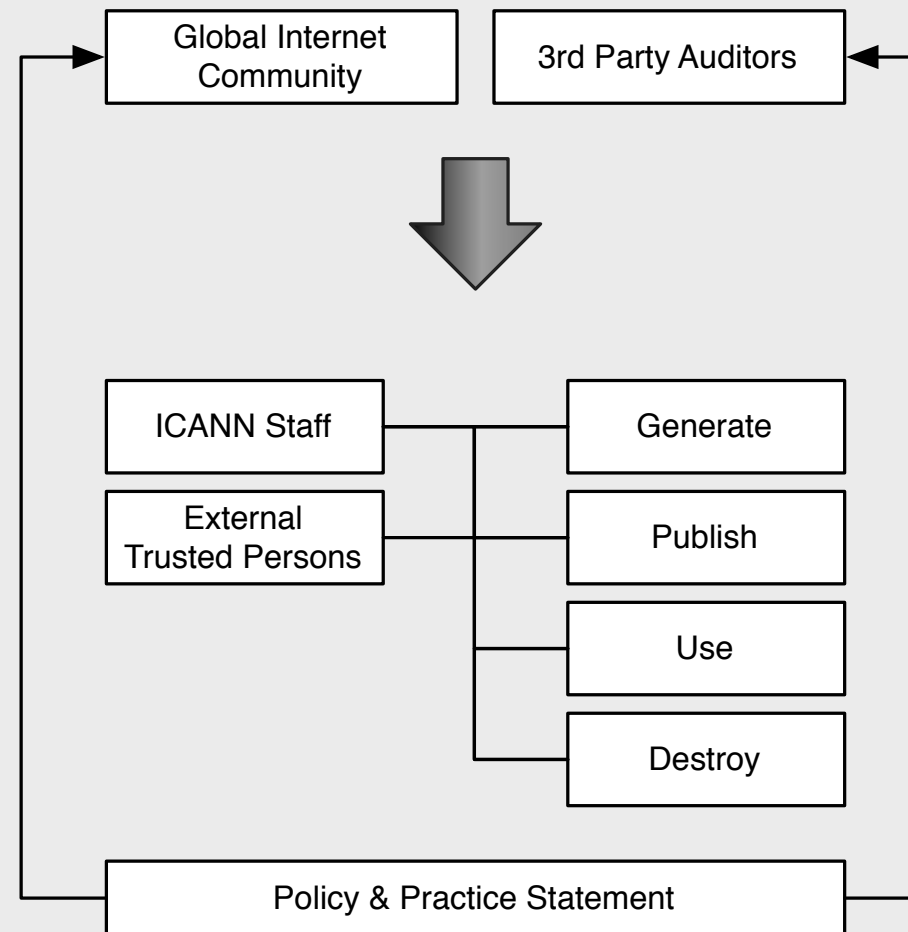 Global Internet
Community
3rd Party Auditors
ICANN Staff
Generate
External
Trusted Persons
Publish
Use
Destroy
Policy & Practice Statement